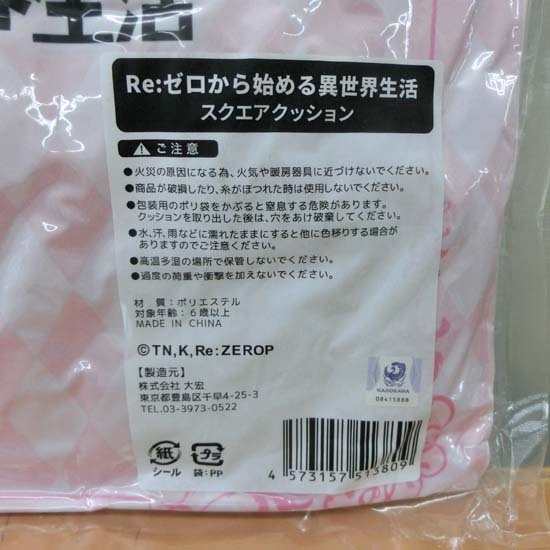 ト生活
Re:ゼロから始める異世界生活
スクエアクッション
ご注意
●火災の原因になる為、火気や暖房器具に近づけないでください。
●商品が破損したり、糸がほつれた時は使用しないでください。
●包装用のポリ袋をかぶると窒息する危険があります。
クッションを取り出した後は、穴をあけ破棄してください。
●水、汗、雨などに濡れたままにすると他に色移りする場合が
ありますのでご注意ください。
●高温多湿の場所で保管しないでください。
●過度の荷重や衝撃を加えないでください。
材 質：ポリエステル
対象年齢：6歳以上
MADE IN CHINA
©TN,K,Re:ZEROP
【製造元】
株式会社 大宏
東京都豊島区千早4-25-3
TEL.03-3973-0522
KADOKAWA
08415888
紙
シール
プラ
袋:PP
4 573157 513809